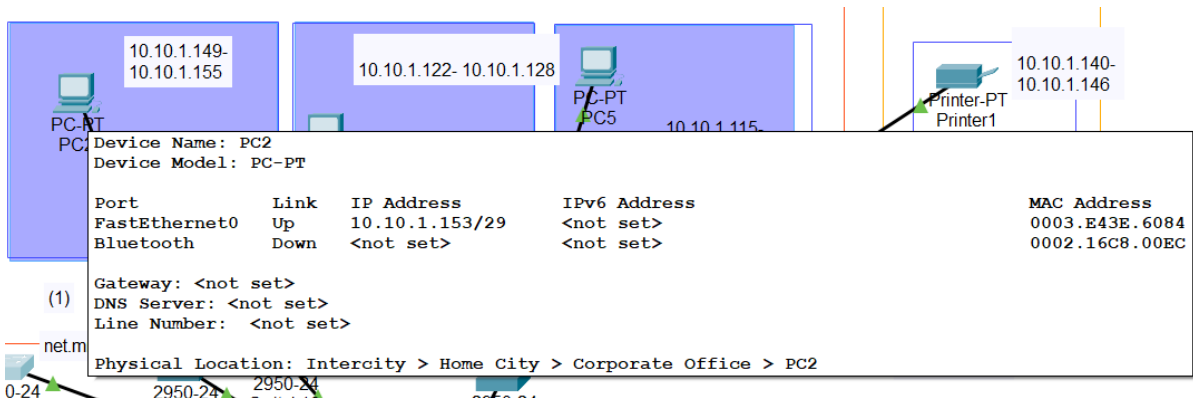 10.10.1.149-
10.10.1.155
10.10.1.122- 10.10.1.128
10.10.1.140-
10.10.1.146
PC-PT
PC-PT
PC5
10.10.1.115-
Printer-PT
Printer1
Device Name: PC2
Device Model: PC-PT
Port Link IP Address IPv6 Address MAC Address
FastEthernet0 Up 10.10.1.153/29 <not set> 0003.E43E.6084
Bluetooth Down <not set> <not set> 0002.16C8.00EC
Gateway: <not set>
DNS Server: <not set>
Line Number: <not set>
Physical Location: Intercity > Home City > Corporate Office > PC2
(1)
net.m
0-24
2950-24
2950-24